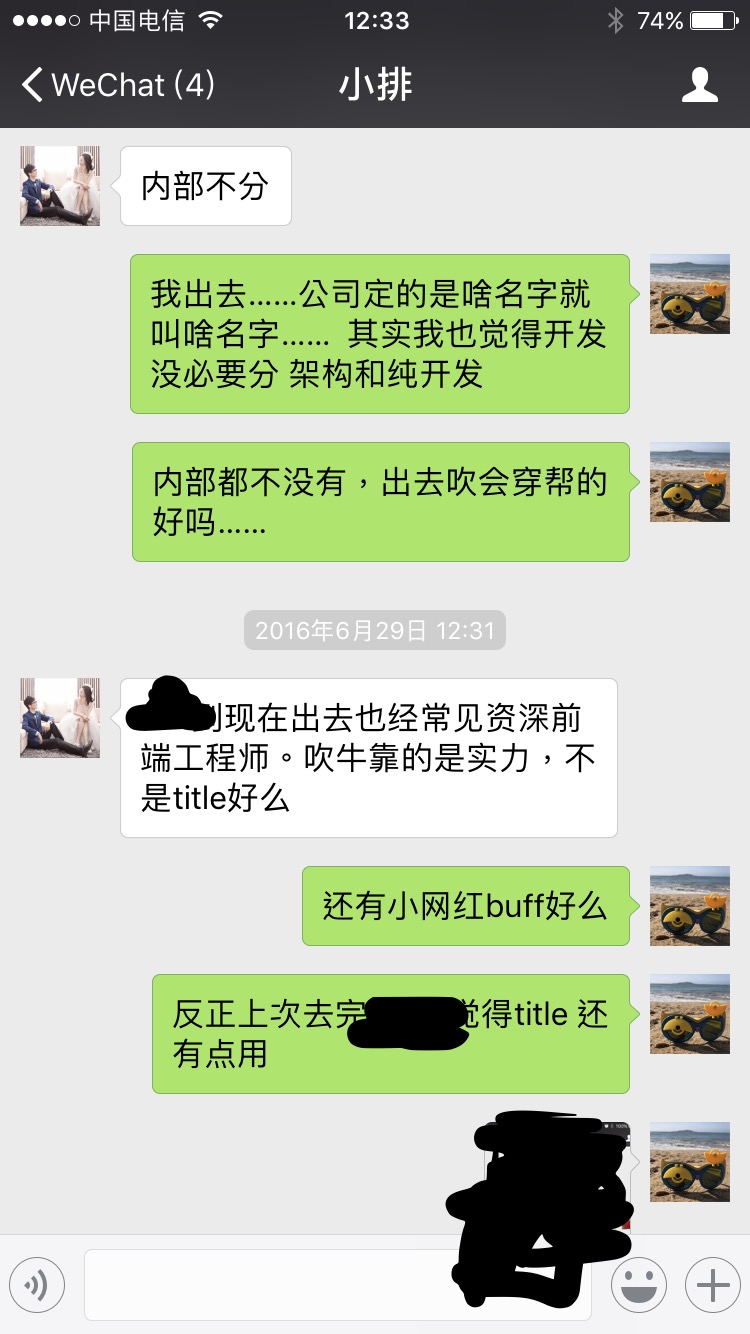 中国电信
12:33
74%
WeChat (4)
小排
内部不分
我出去……公司定的是啥名字就
叫啥名字…… 其实我也觉得开发
没必要分 架构和纯开发
内部都不没有，出去吹会穿帮的
好吗……
2016年6月29日 12:31
现在出去也经常见资深前
端工程师。吹牛靠的是实力，不
是title好么
还有小网红buff好么
反正上次去完 觉得title 还
有点用